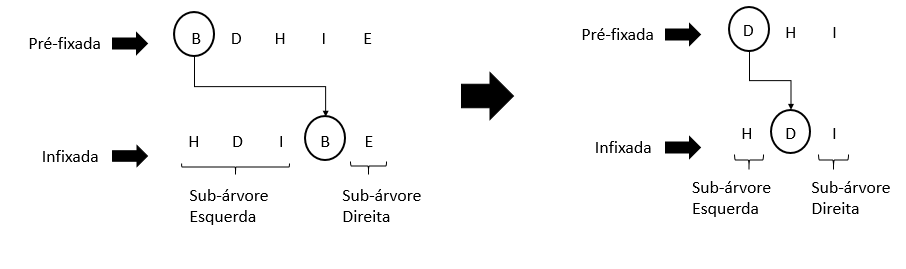 Pré-fixada B D H I E
Infixada H D I B E
Sub-árvore
Esquerda
Sub-árvore
Direita
Pré-fixada D H I
Infixada H D I
Sub-árvore
Esquerda
Sub-árvore
Direita